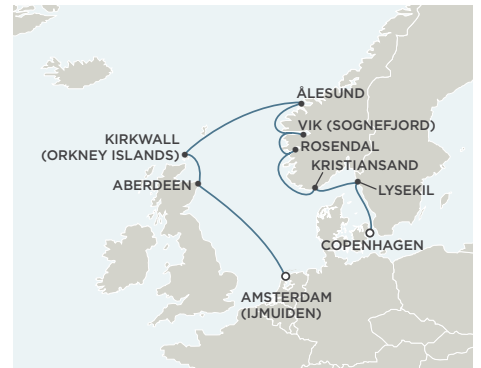 ÅLESUND
VIK (SOGNEFJORD)
KIRKWALL
(ORKNEY ISLANDS)
ROSENDAL
KRISTIANSAND
ABERDEEN
LYSEKIL
COPENHAGEN
AMSTERDAM
(IJMUIDEN)